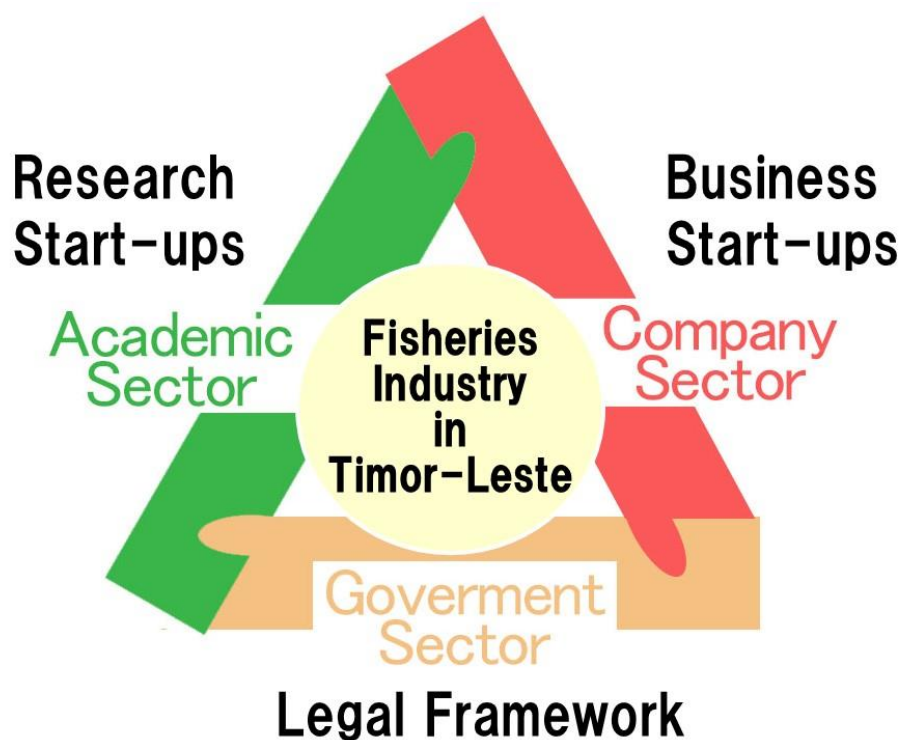 Research
Start-ups
Business
Start-ups
Academic
Sector
Fisheries
Industry
in
Timor-Leste
Company
Sector
Goverment
Sector
Legal Framework